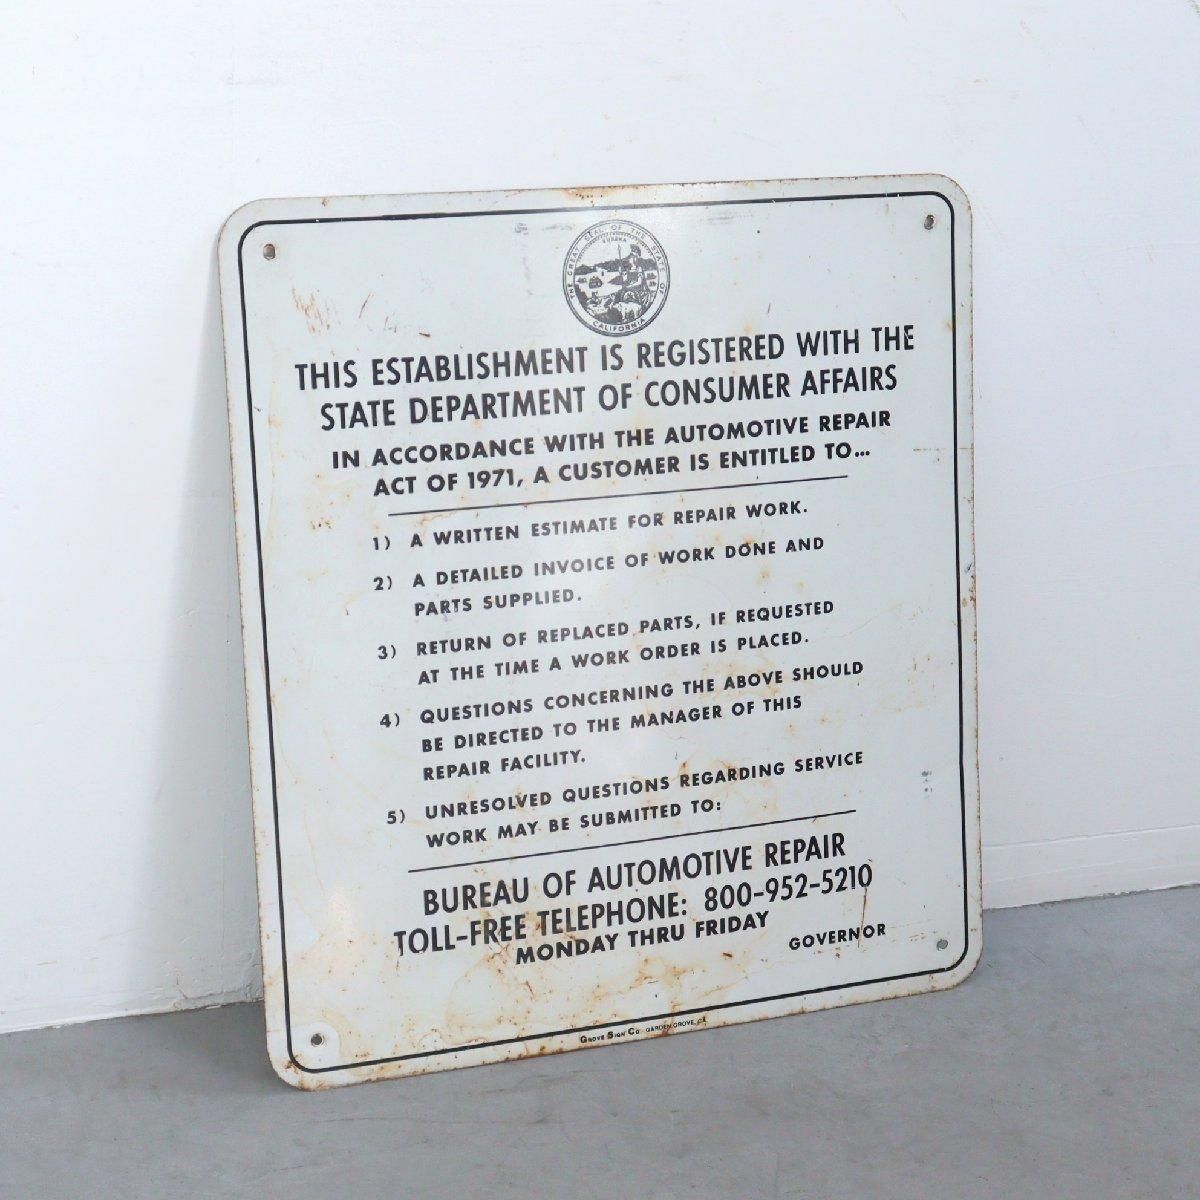 THE GREAT SEAL OF THE STATE OF CALIFORNIA
EUREKA
THIS ESTABLISHMENT IS REGISTERED WITH THE
STATE DEPARTMENT OF CONSUMER AFFAIRS
IN ACCORDANCE WITH THE AUTOMOTIVE REPAIR
ACT OF 1971, A CUSTOMER IS ENTITLED TO...
1) A WRITTEN ESTIMATE FOR REPAIR WORK.
2) A DETAILED INVOICE OF WORK DONE AND
PARTS SUPPLIED.
3) RETURN OF REPLACED PARTS, IF REQUESTED
AT THE TIME A WORK ORDER IS PLACED.
4) QUESTIONS CONCERNING THE ABOVE SHOULD
BE DIRECTED TO THE MANAGER OF THIS
REPAIR FACILITY.
5) UNRESOLVED QUESTIONS REGARDING SERVICE
WORK MAY BE SUBMITTED TO:
BUREAU OF AUTOMOTIVE REPAIR
TOLL-FREE TELEPHONE: 800-952-5210
MONDAY THRU FRIDAY
GOVERNOR
GROVE SIGN CO. GARDEN GROVE, CA